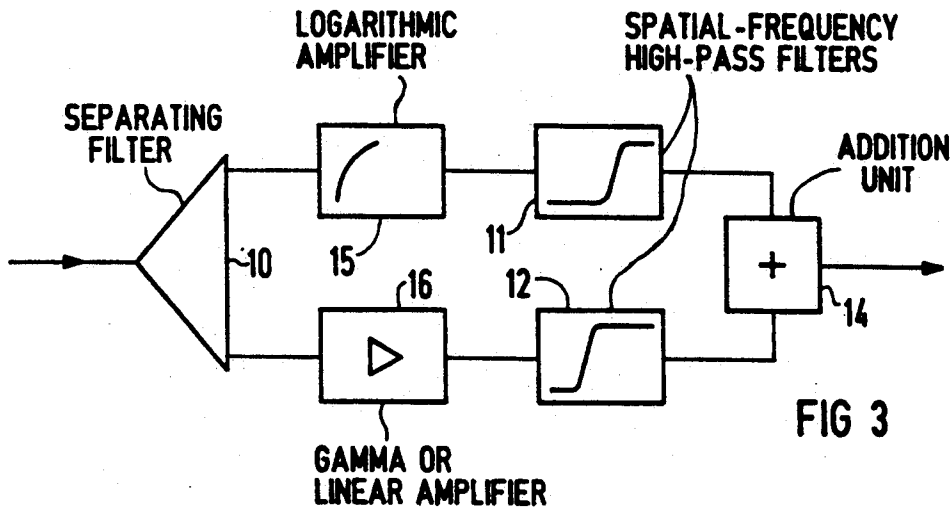 LOGARITHMIC
AMPLIFIER
SPATIAL-FREQUENCY
HIGH-PASS FILTERS
SEPARATING
FILTER
ADDITION
UNIT
10
15
11
16
12
+
14
GAMMA OR
LINEAR AMPLIFIER
FIG 3